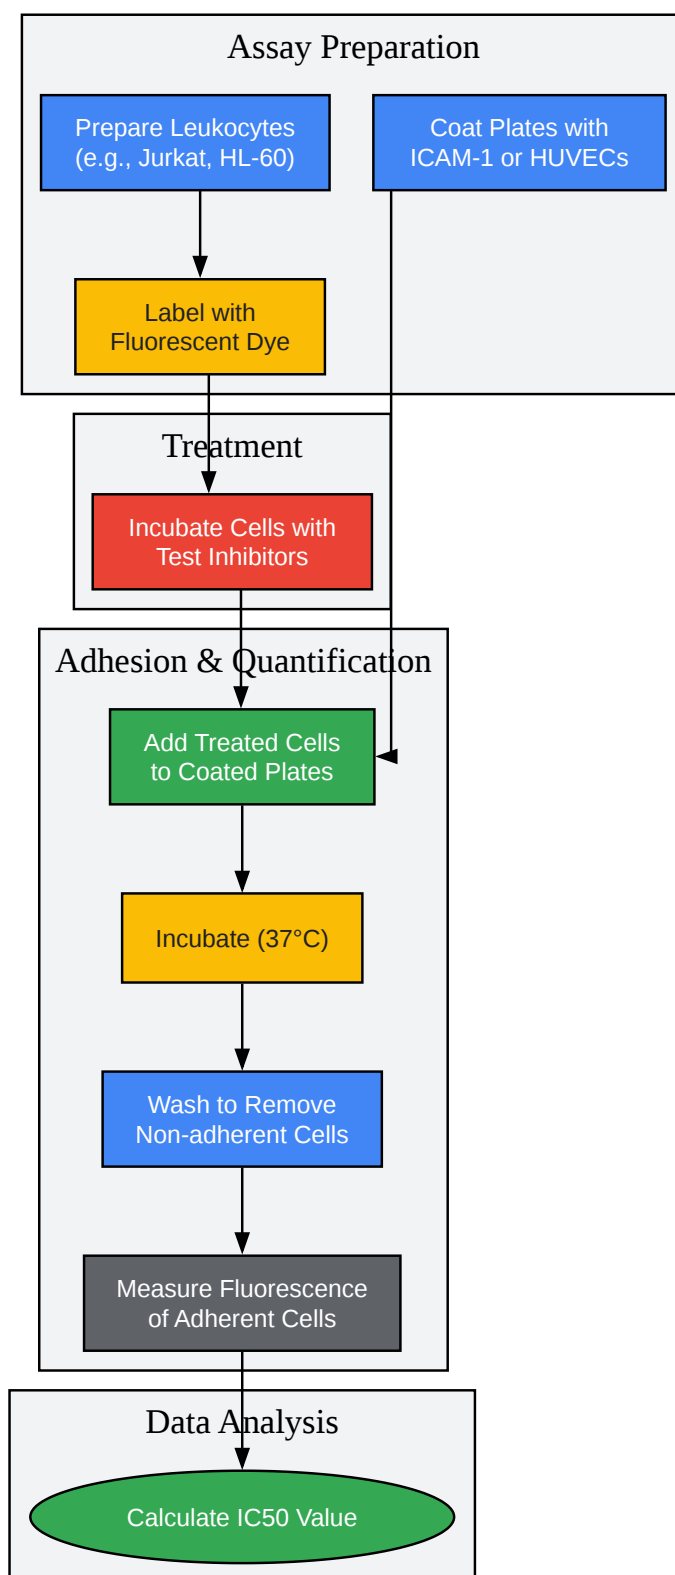 Assay Preparation
Prepare Leukocytes
(e.g., Jurkat, HL-60)
Coat Plates with
ICAM-1 or HUVECs
Label with
Fluorescent Dye
Treatment
Incubate Cells with
Test Inhibitors
Adhesion & Quantification
Add Treated Cells
to Coated Plates
Incubate (37°C)
Wash to Remove
Non-adherent Cells
Measure Fluorescence
of Adherent Cells
Data Analysis
Calculate IC50 Value